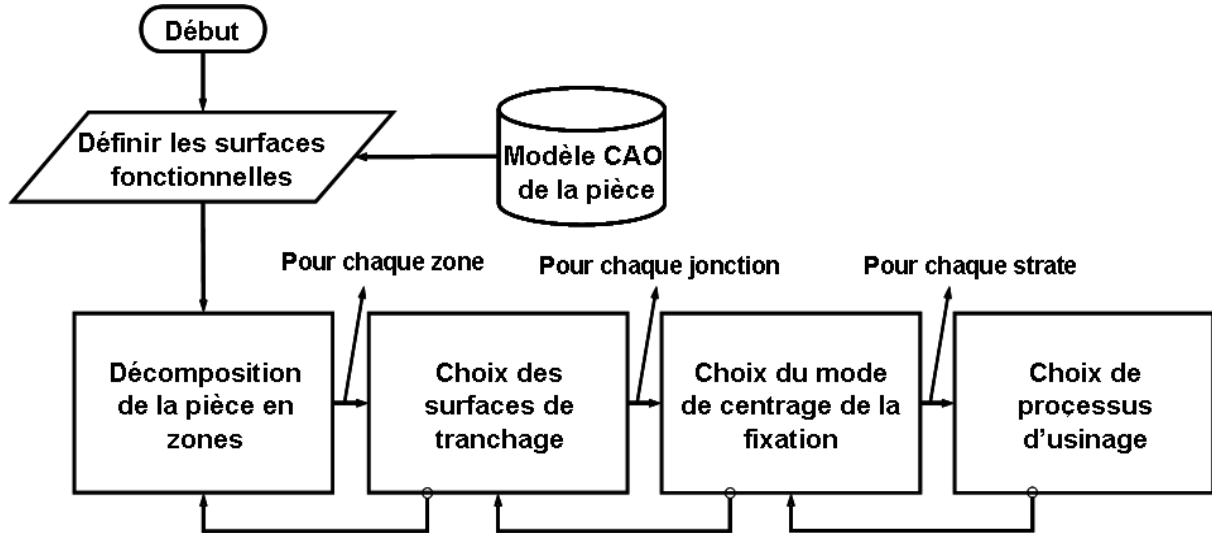 Début
Définir les surfaces
fonctionnelles
Modèle CAO
de la pièce
Pour chaque zone
Pour chaque jonction
Pour chaque strate
Décomposition
de la pièce en
zones
Choix des
surfaces de
tranchage
Choix du mode
de centrage de la
fixation
Choix de
processus
d'usinage